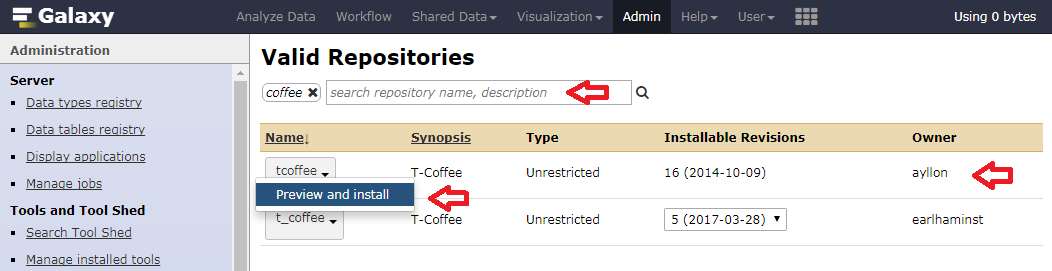 Galaxy Analyze Data Workflow Shared Data Visualization Admin Help User Using 0 bytes
Administration
Server
Data types registry
Data tables registry
Display applications
Manage jobs
Tools and Tool Shed
Search Tool Shed
Manage installed tools
Valid Repositories
coffee ✖ search repository name, description
Name↓ Synopsis Type Installable Revisions Owner
tcoffee T-Coffee Unrestricted 16 (2014-10-09) ayllon
Preview and install
t_coffee T-Coffee Unrestricted 5 (2017-03-28) earlhaminst